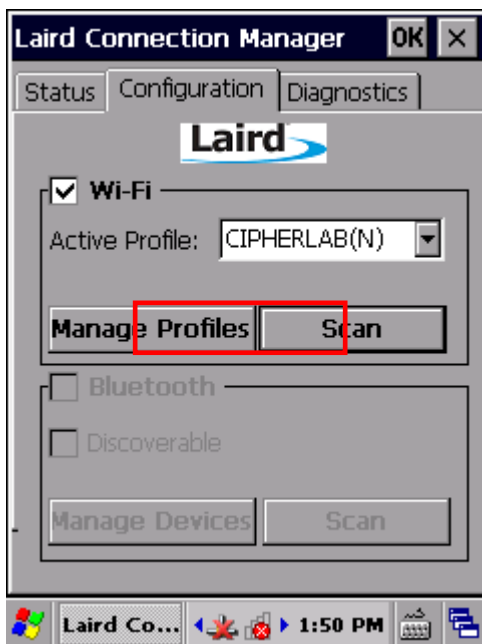 Laird Connection Manager OK ×
Status Configuration Diagnostics
Laird
Wi-Fi
Active Profile: CIPHERLAB(N)
Manage Profiles Scan
Bluetooth
Discoverable
Manage Devices Scan
Laird Co... 1:50 PM